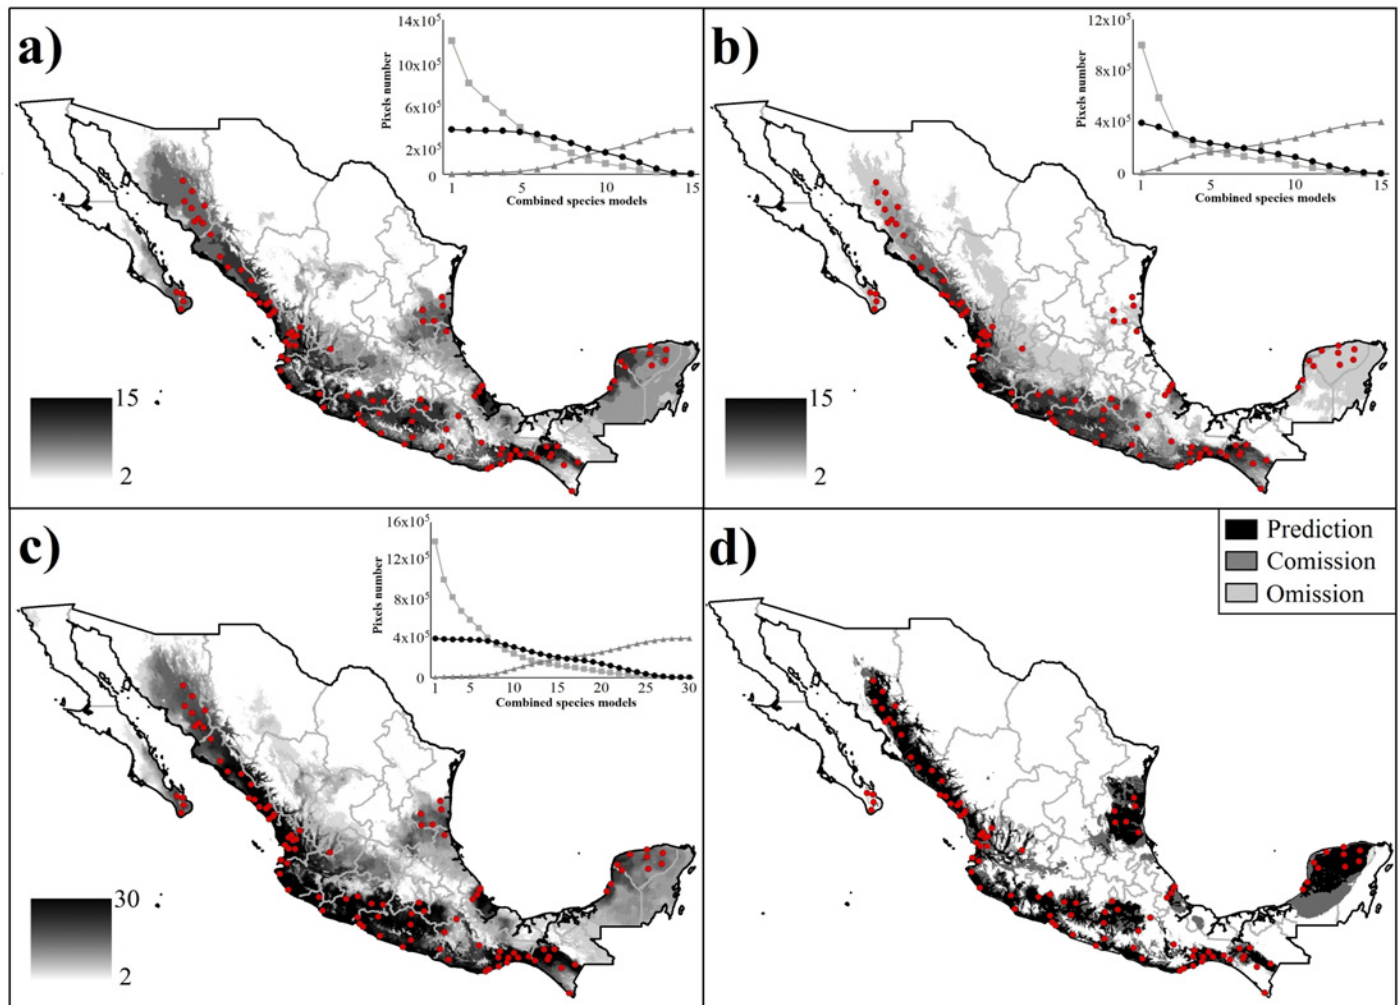 a)
14x10⁵
10x10⁵
6x10⁵
2x10⁵
0
Pixels number
1 5 10 15
Combined species models
15
2
b)
12x10⁵
8x10⁵
4x10⁵
0
Pixels number
1 5 10 15
Combined species models
15
2
c)
16x10⁵
12x10⁵
8x10⁵
4x10⁵
0
Pixels number
1 5 10 15 20 25 30
Combined species models
30
2
d)
Prediction
Comission
Omission